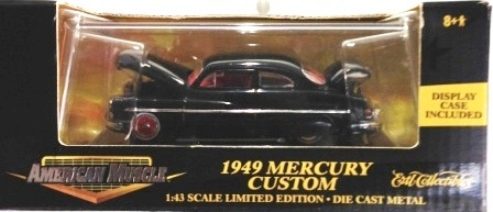 8+
DISPLAY
CASE
INCLUDED
AMERICAN MUSCLE
1949 MERCURY
CUSTOM
Ertl Collectibles
1:43 SCALE LIMITED EDITION • DIE CAST METAL